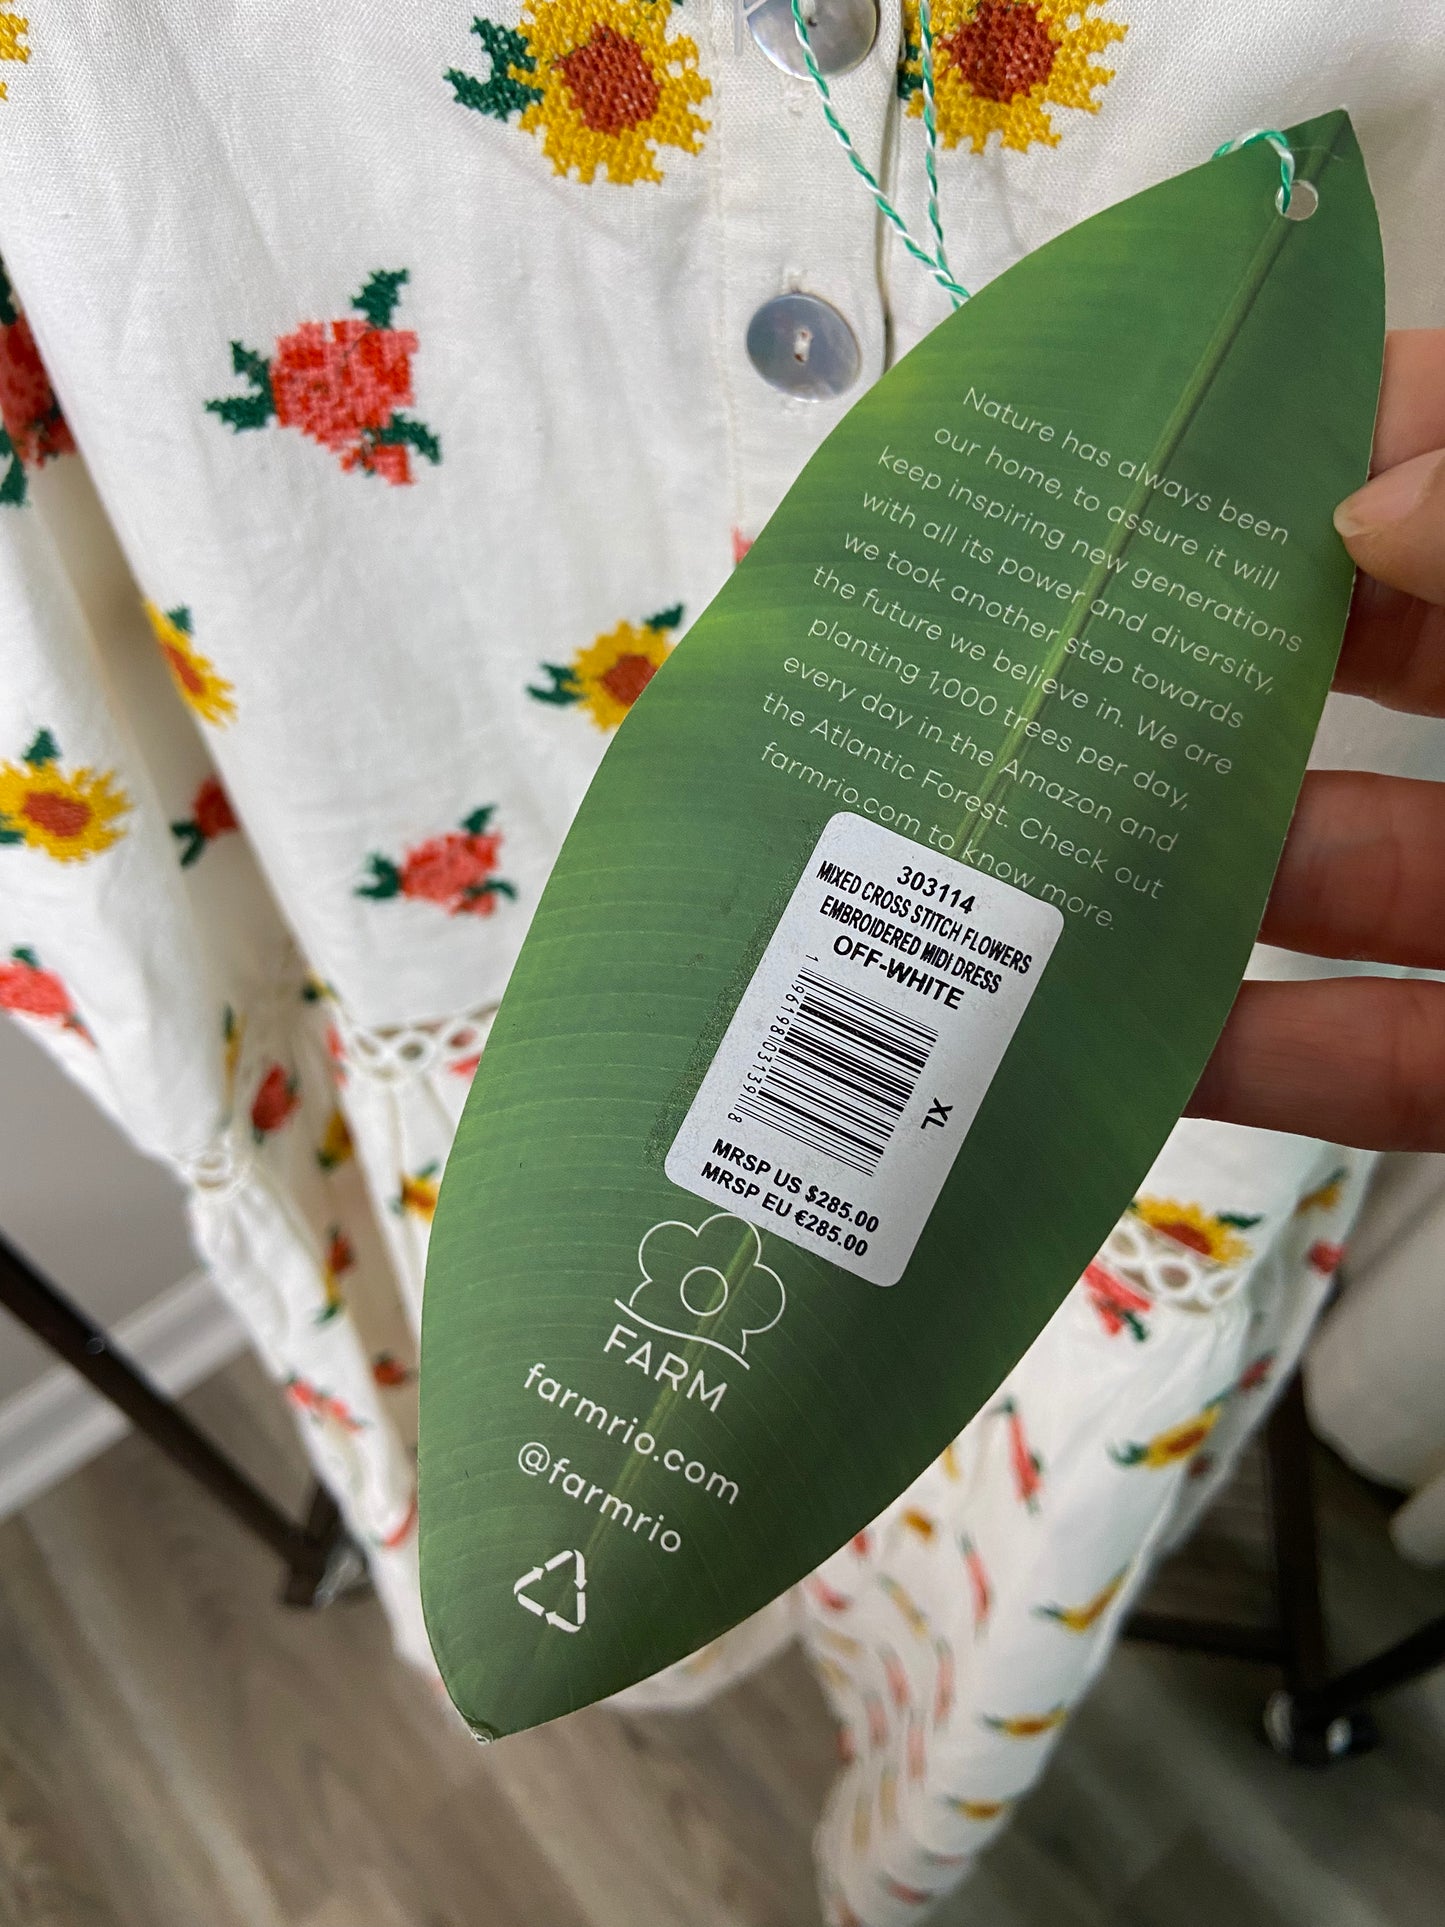 Nature has always been
our home, to assure it will
keep inspiring new generations
with all its power and diversity,
we took another step towards
the future we believe in. We are
planting 1,000 trees per day,
every day in the Amazon and
the Atlantic Forest. Check out
farmrio.com to know more.
303114
MIXED CROSS STITCH FLOWERS
EMBROIDERED MIDI DRESS
OFF-WHITE
1 96198 03139 8
XL
MRSP US $285.00
MRSP EU €285.00
FARM
farmrio.com
@farmrio